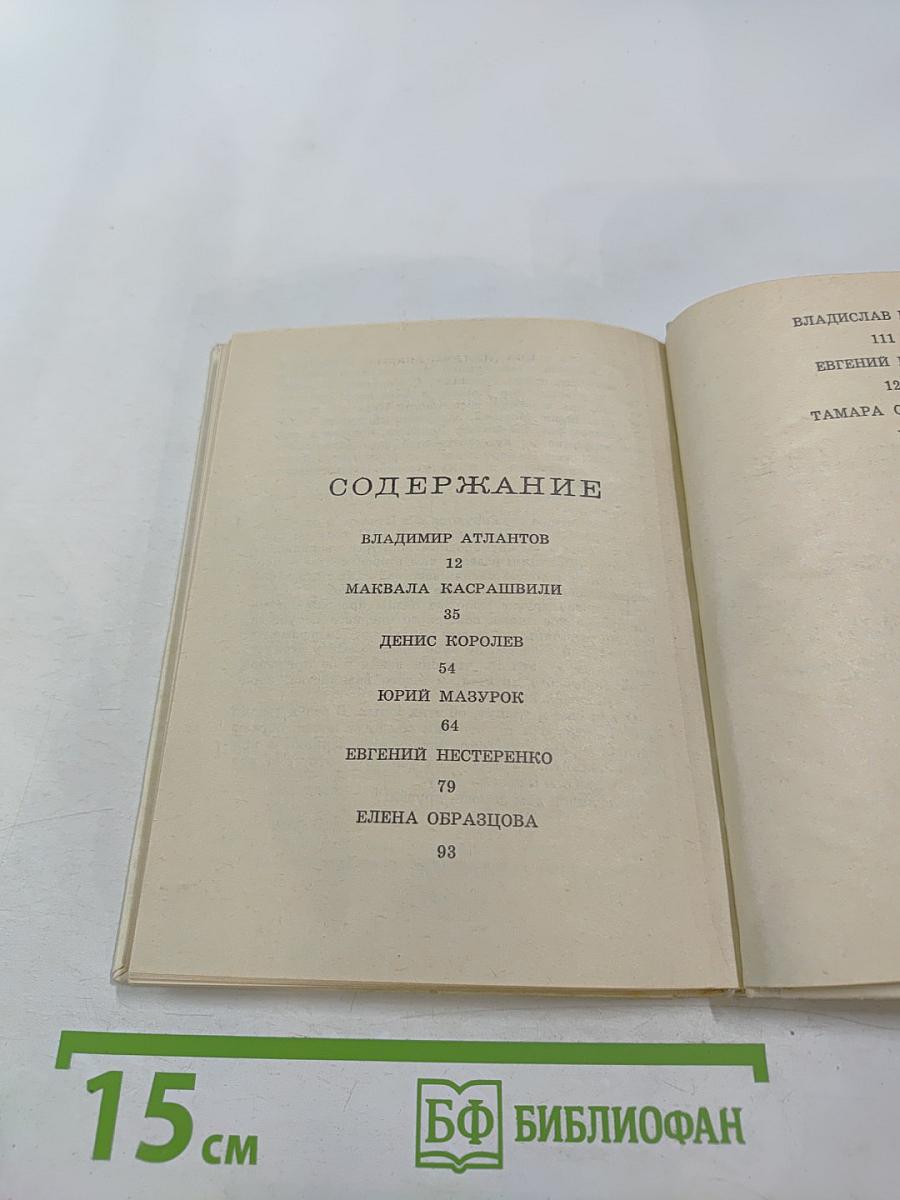 СОДЕРЖАНИЕ
ВЛАДИМИР АТЛАНТОВ
12
МАКВАЛА КАСРАШВИЛИ
35
ДЕНИС КОРОЛЕВ
54
ЮРИЙ МАЗУРОК
64
ЕВГЕНИЙ НЕСТЕРЕНКО
79
ЕЛЕНА ОБРАЗЦОВА
93
ВЛАДИСЛАВ
111
ЕВГЕНИЙ
12
ТАМАРА
15 см
БФ БИБЛИОФАН